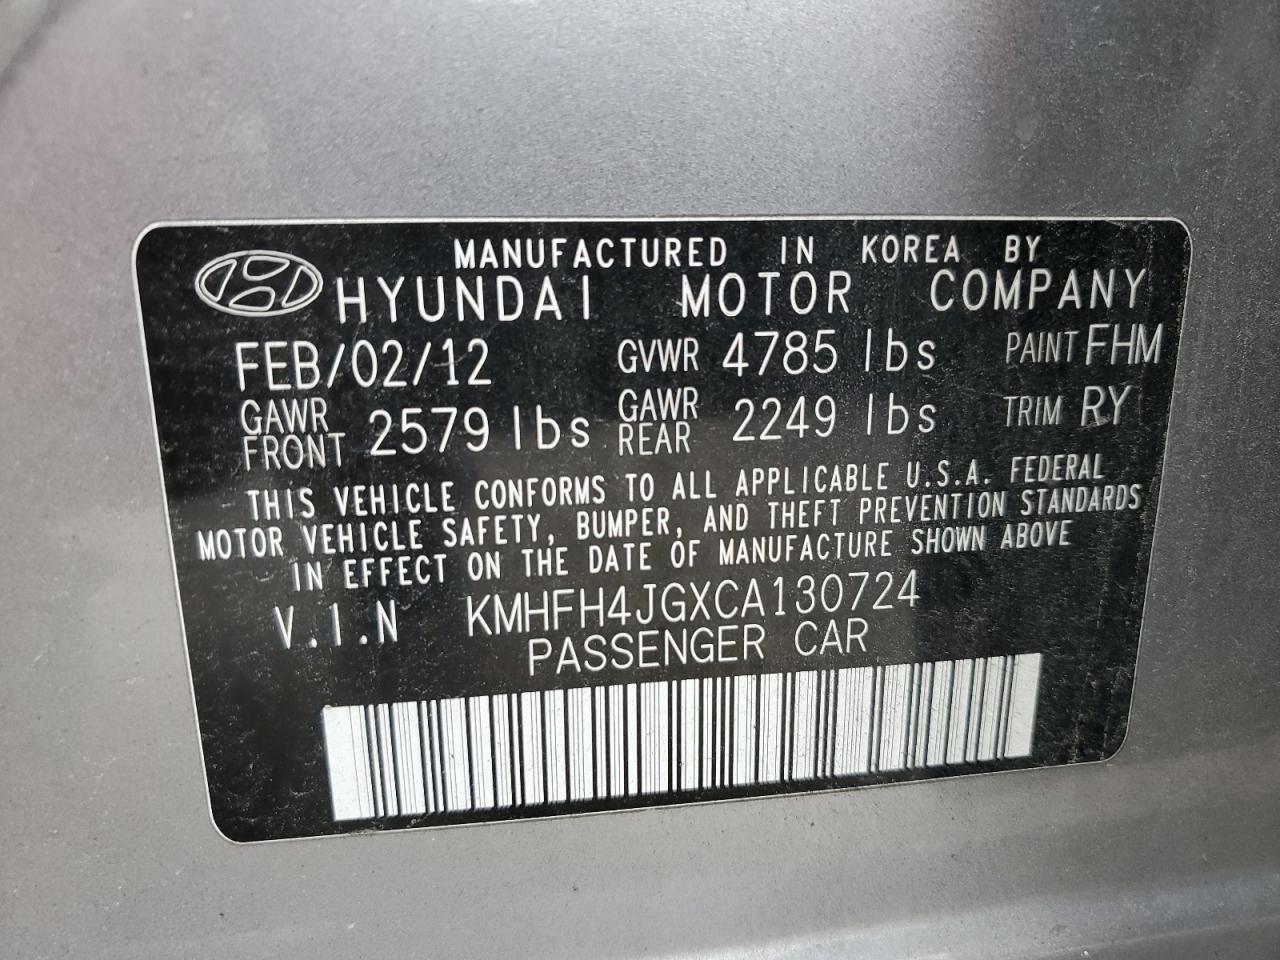 MANUFACTURED IN KOREA BY
HYUNDAI MOTOR COMPANY
FEB/02/12 GVWR 4785 lbs PAINT FHM
GAWR FRONT 2579 lbs GAWR REAR 2249 lbs TRIM RY
THIS VEHICLE CONFORMS TO ALL APPLICABLE U.S.A. FEDERAL
MOTOR VEHICLE SAFETY, BUMPER, AND THEFT PREVENTION STANDARDS
IN EFFECT ON THE DATE OF MANUFACTURE SHOWN ABOVE
V.I.N KMHFH4JGXCA130724
PASSENGER CAR